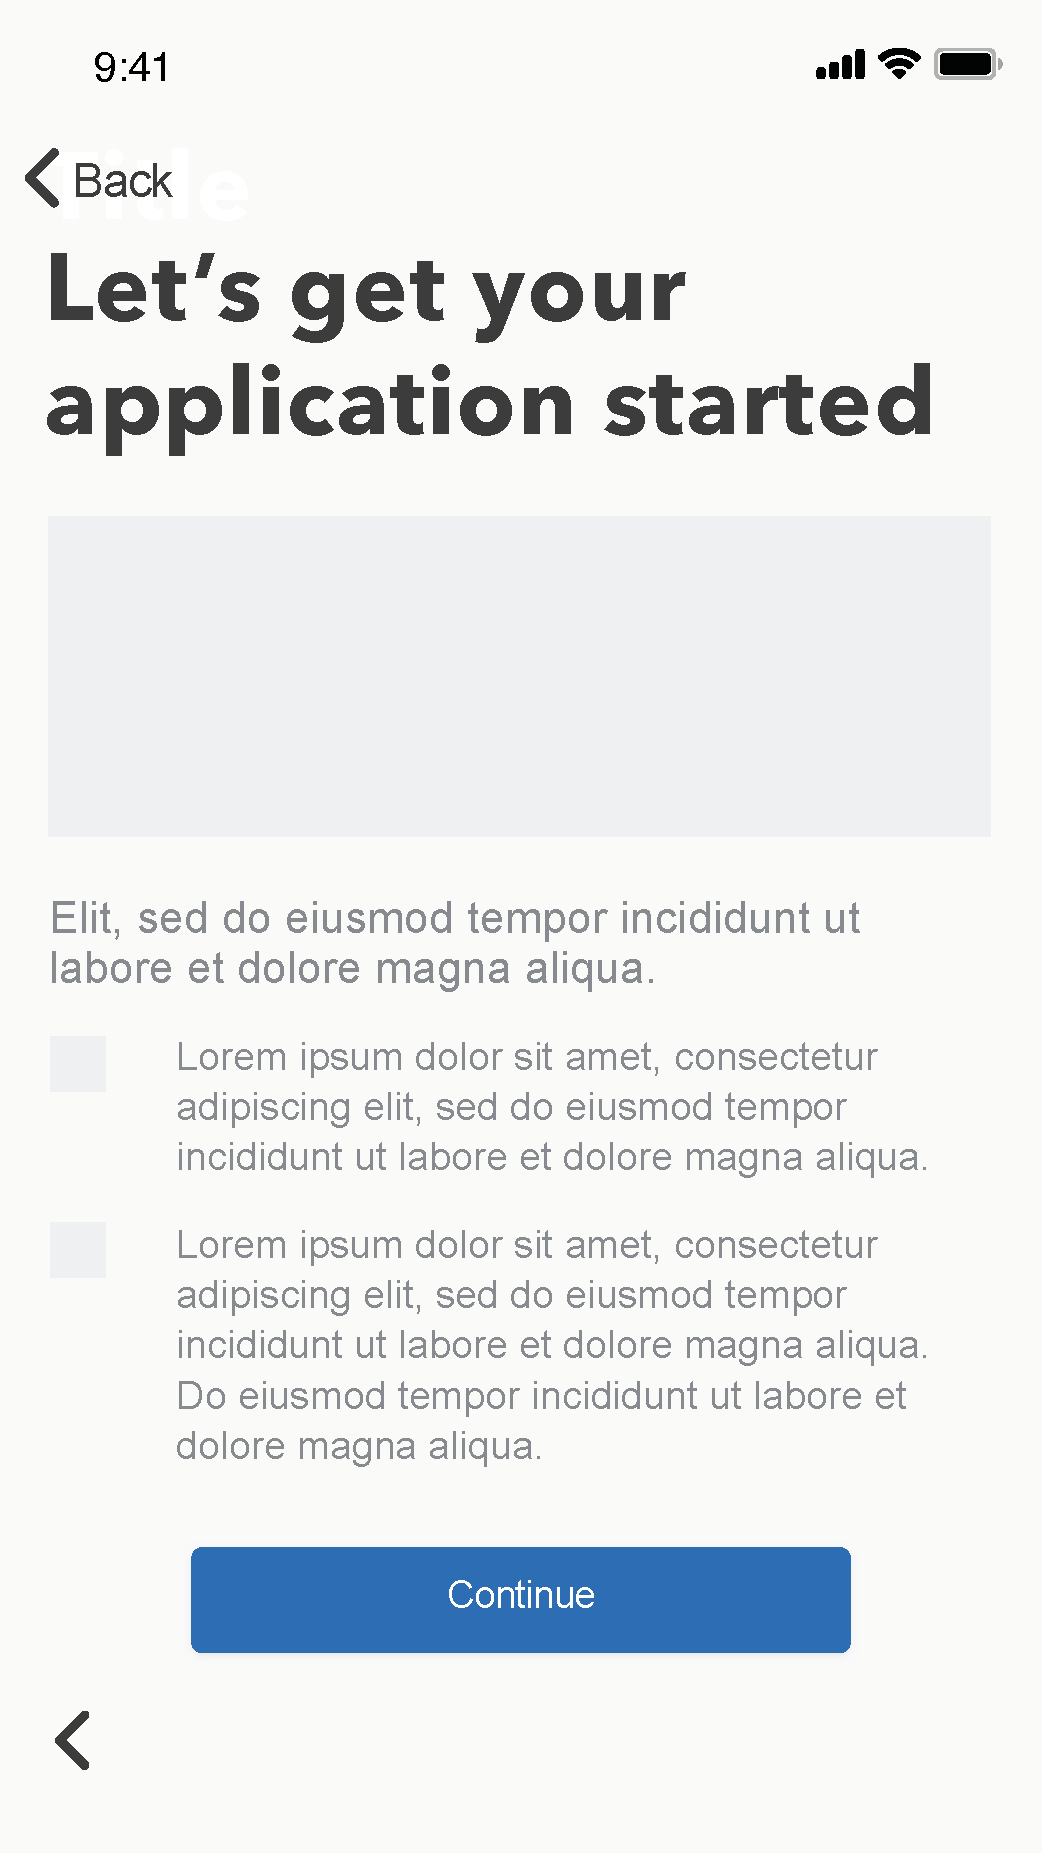 9:41
Title
Back
Let’s get your
application started
Elit, sed do eiusmod tempor incididunt ut
labore et dolore magna aliqua.
Lorem ipsum dolor sit amet, consectetur
adipiscing elit, sed do eiusmod tempor
incididunt ut labore et dolore magna aliqua.
Lorem ipsum dolor sit amet, consectetur
adipiscing elit, sed do eiusmod tempor
incididunt ut labore et dolore magna aliqua.
Do eiusmod tempor incididunt ut labore et
dolore magna aliqua.
Continue